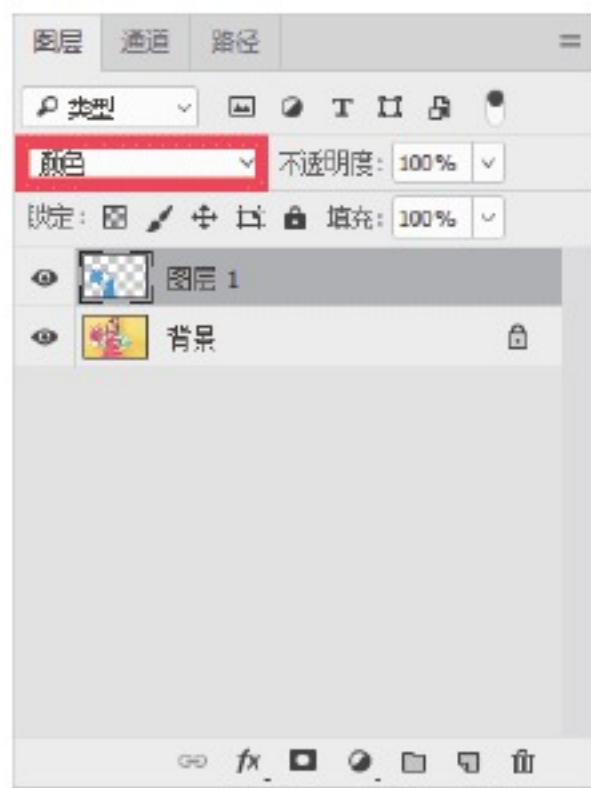 图层 通道 路径
类型
颜色 不透明度: 100%
锁定: 填充: 100%
图层 1
背景
fx